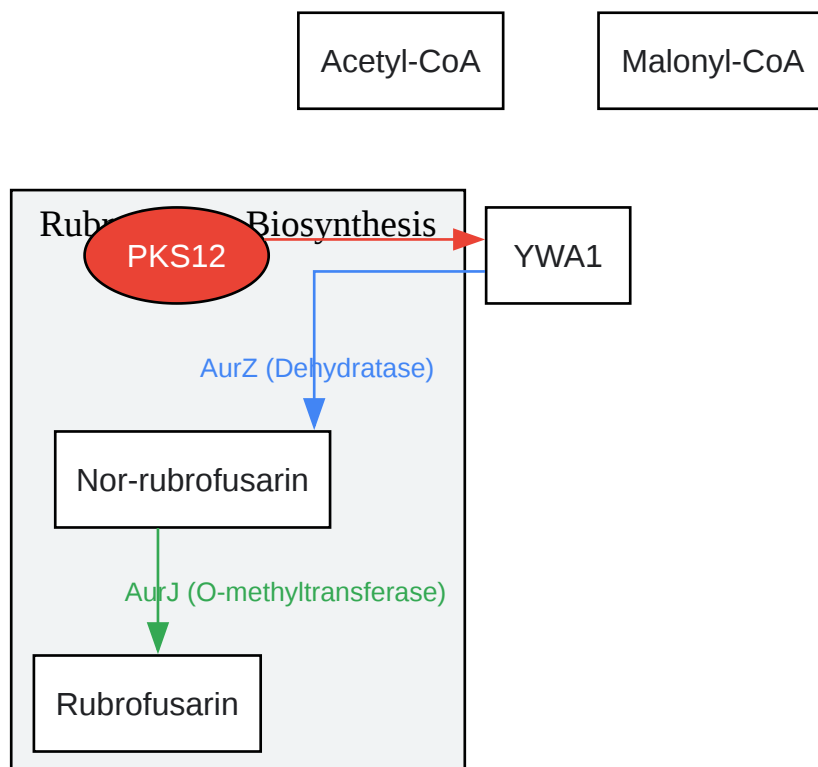 Acetyl-CoA
Malonyl-CoA
Biosynthesis
PKS12
YWA1
AurZ (Dehydratase)
Nor-rubrofusarin
AurJ (O-methyltransferase)
Rubrofusarin